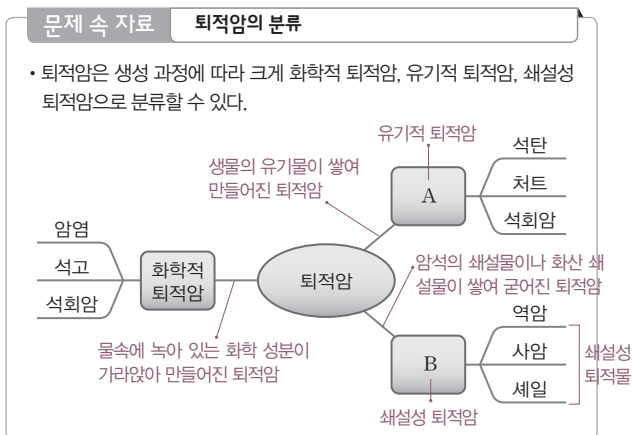 문제 속 자료 퇴적암의 분류
• 퇴적암은 생성 과정에 따라 크게 화학적 퇴적암, 유기적 퇴적암, 쇄설성
퇴적암으로 분류할 수 있다.
유기적 퇴적암
생물의 유기물이 쌓여
만들어진 퇴적암
A
석탄
처트
석회암
암염
석고
석회암
화학적
퇴적암
퇴적암
암석의 쇄설물이나 화산 쇄
설물이 쌓여 굳어진 퇴적암
물속에 녹아 있는 화학 성분이
가라앉아 만들어진 퇴적암
B
역암
사암
셰일
쇄설성
퇴적물
쇄설성 퇴적암